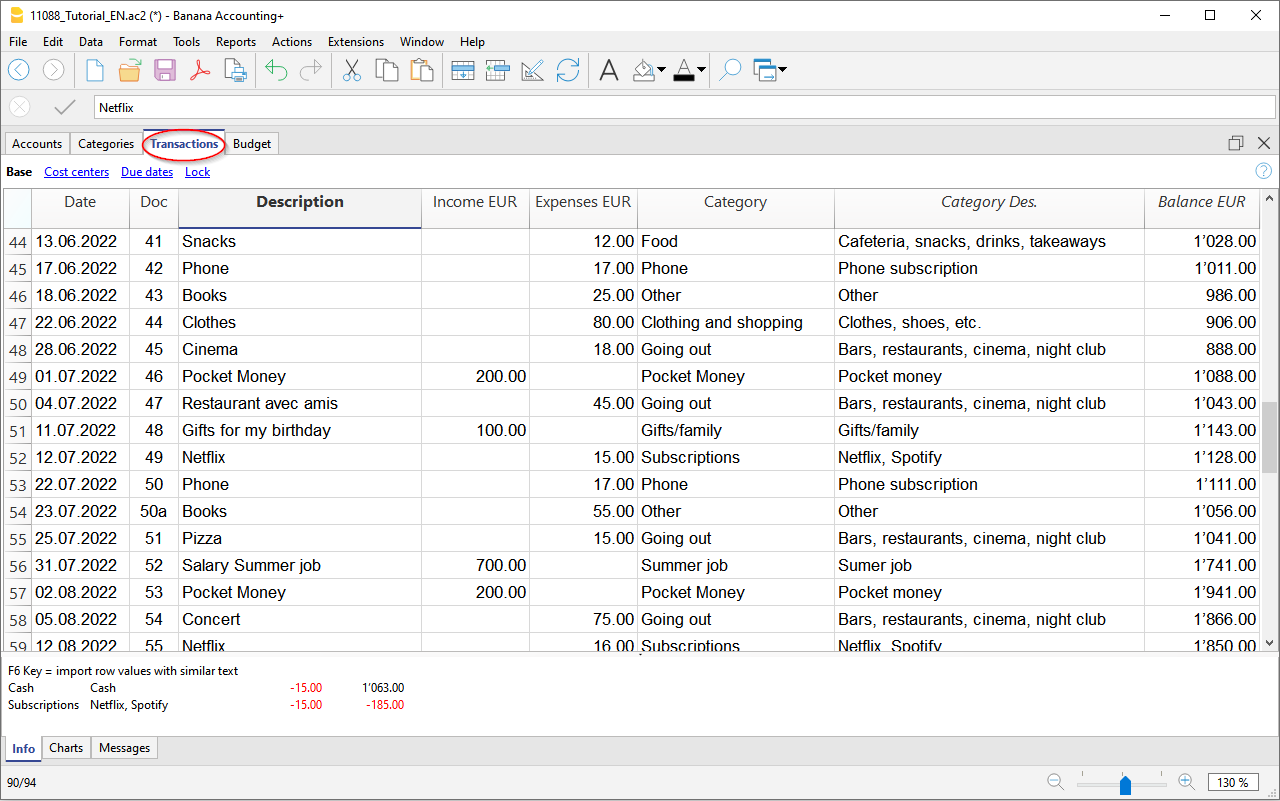 11088_Tutorial_EN.ac2 (*) - Banana Accounting+
File Edit Data Format Tools Reports Actions Extensions Window Help
Netflix
Accounts Categories Transactions Budget
Base Cost centers Due dates Lock
Date Doc Description Income EUR Expenses EUR Category Category Des. Balance EUR
44 13.06.2022 41 Snacks 12.00 Food Cafeteria, snacks, drinks, takeaways 1’028.00
45 17.06.2022 42 Phone 17.00 Phone Phone subscription 1’011.00
46 18.06.2022 43 Books 25.00 Other Other 986.00
47 22.06.2022 44 Clothes 80.00 Clothing and shopping Clothes, shoes, etc. 906.00
48 28.06.2022 45 Cinema 18.00 Going out Bars, restaurants, cinema, night club 888.00
49 01.07.2022 46 Pocket Money 200.00 Pocket Money Pocket money 1’088.00
50 04.07.2022 47 Restaurant avec amis 45.00 Going out Bars, restaurants, cinema, night club 1’043.00
51 11.07.2022 48 Gifts for my birthday 100.00 Gifts/family Gifts/family 1’143.00
52 12.07.2022 49 Netflix 15.00 Subscriptions Netflix, Spotify 1’128.00
53 22.07.2022 50 Phone 17.00 Phone Phone subscription 1’111.00
54 23.07.2022 50a Books 55.00 Other Other 1’056.00
55 25.07.2022 51 Pizza 15.00 Going out Bars, restaurants, cinema, night club 1’041.00
56 31.07.2022 52 Salary Summer job 700.00 Summer job Sumer job 1’741.00
57 02.08.2022 53 Pocket Money 200.00 Pocket Money Pocket money 1’941.00
58 05.08.2022 54 Concert 75.00 Going out Bars, restaurants, cinema, night club 1’866.00
59 12.08.2022 55 Netflix 16.00 Subscriptions Netflix, Spotify 1’850.00
F6 Key = import row values with similar text
Cash Cash -15.00 1’063.00
Subscriptions Netflix, Spotify -15.00 -185.00
Info Charts Messages
90/94 130 %